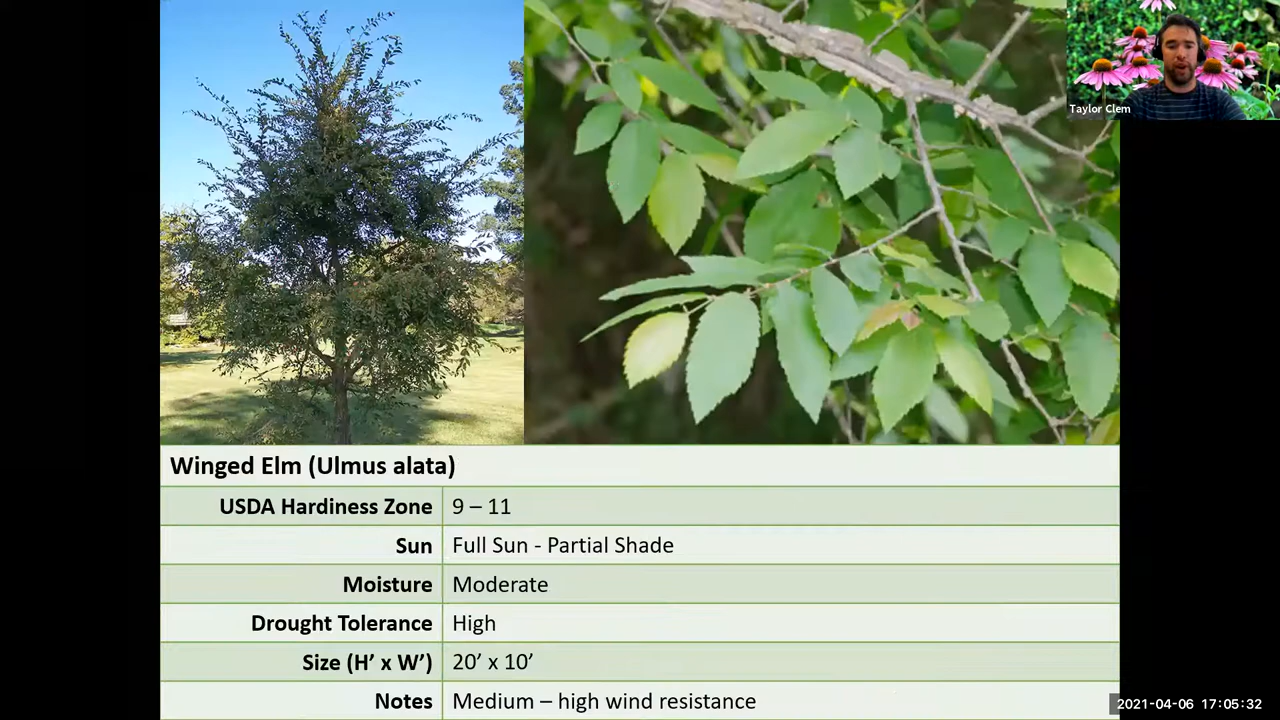 Taylor Clem
Winged Elm (Ulmus alata)
USDA Hardiness Zone 9 – 11
Sun Full Sun - Partial Shade
Moisture Moderate
Drought Tolerance High
Size (H’ x W’) 20’ x 10’
Notes Medium – high wind resistance
2021-04-06 17:05:32